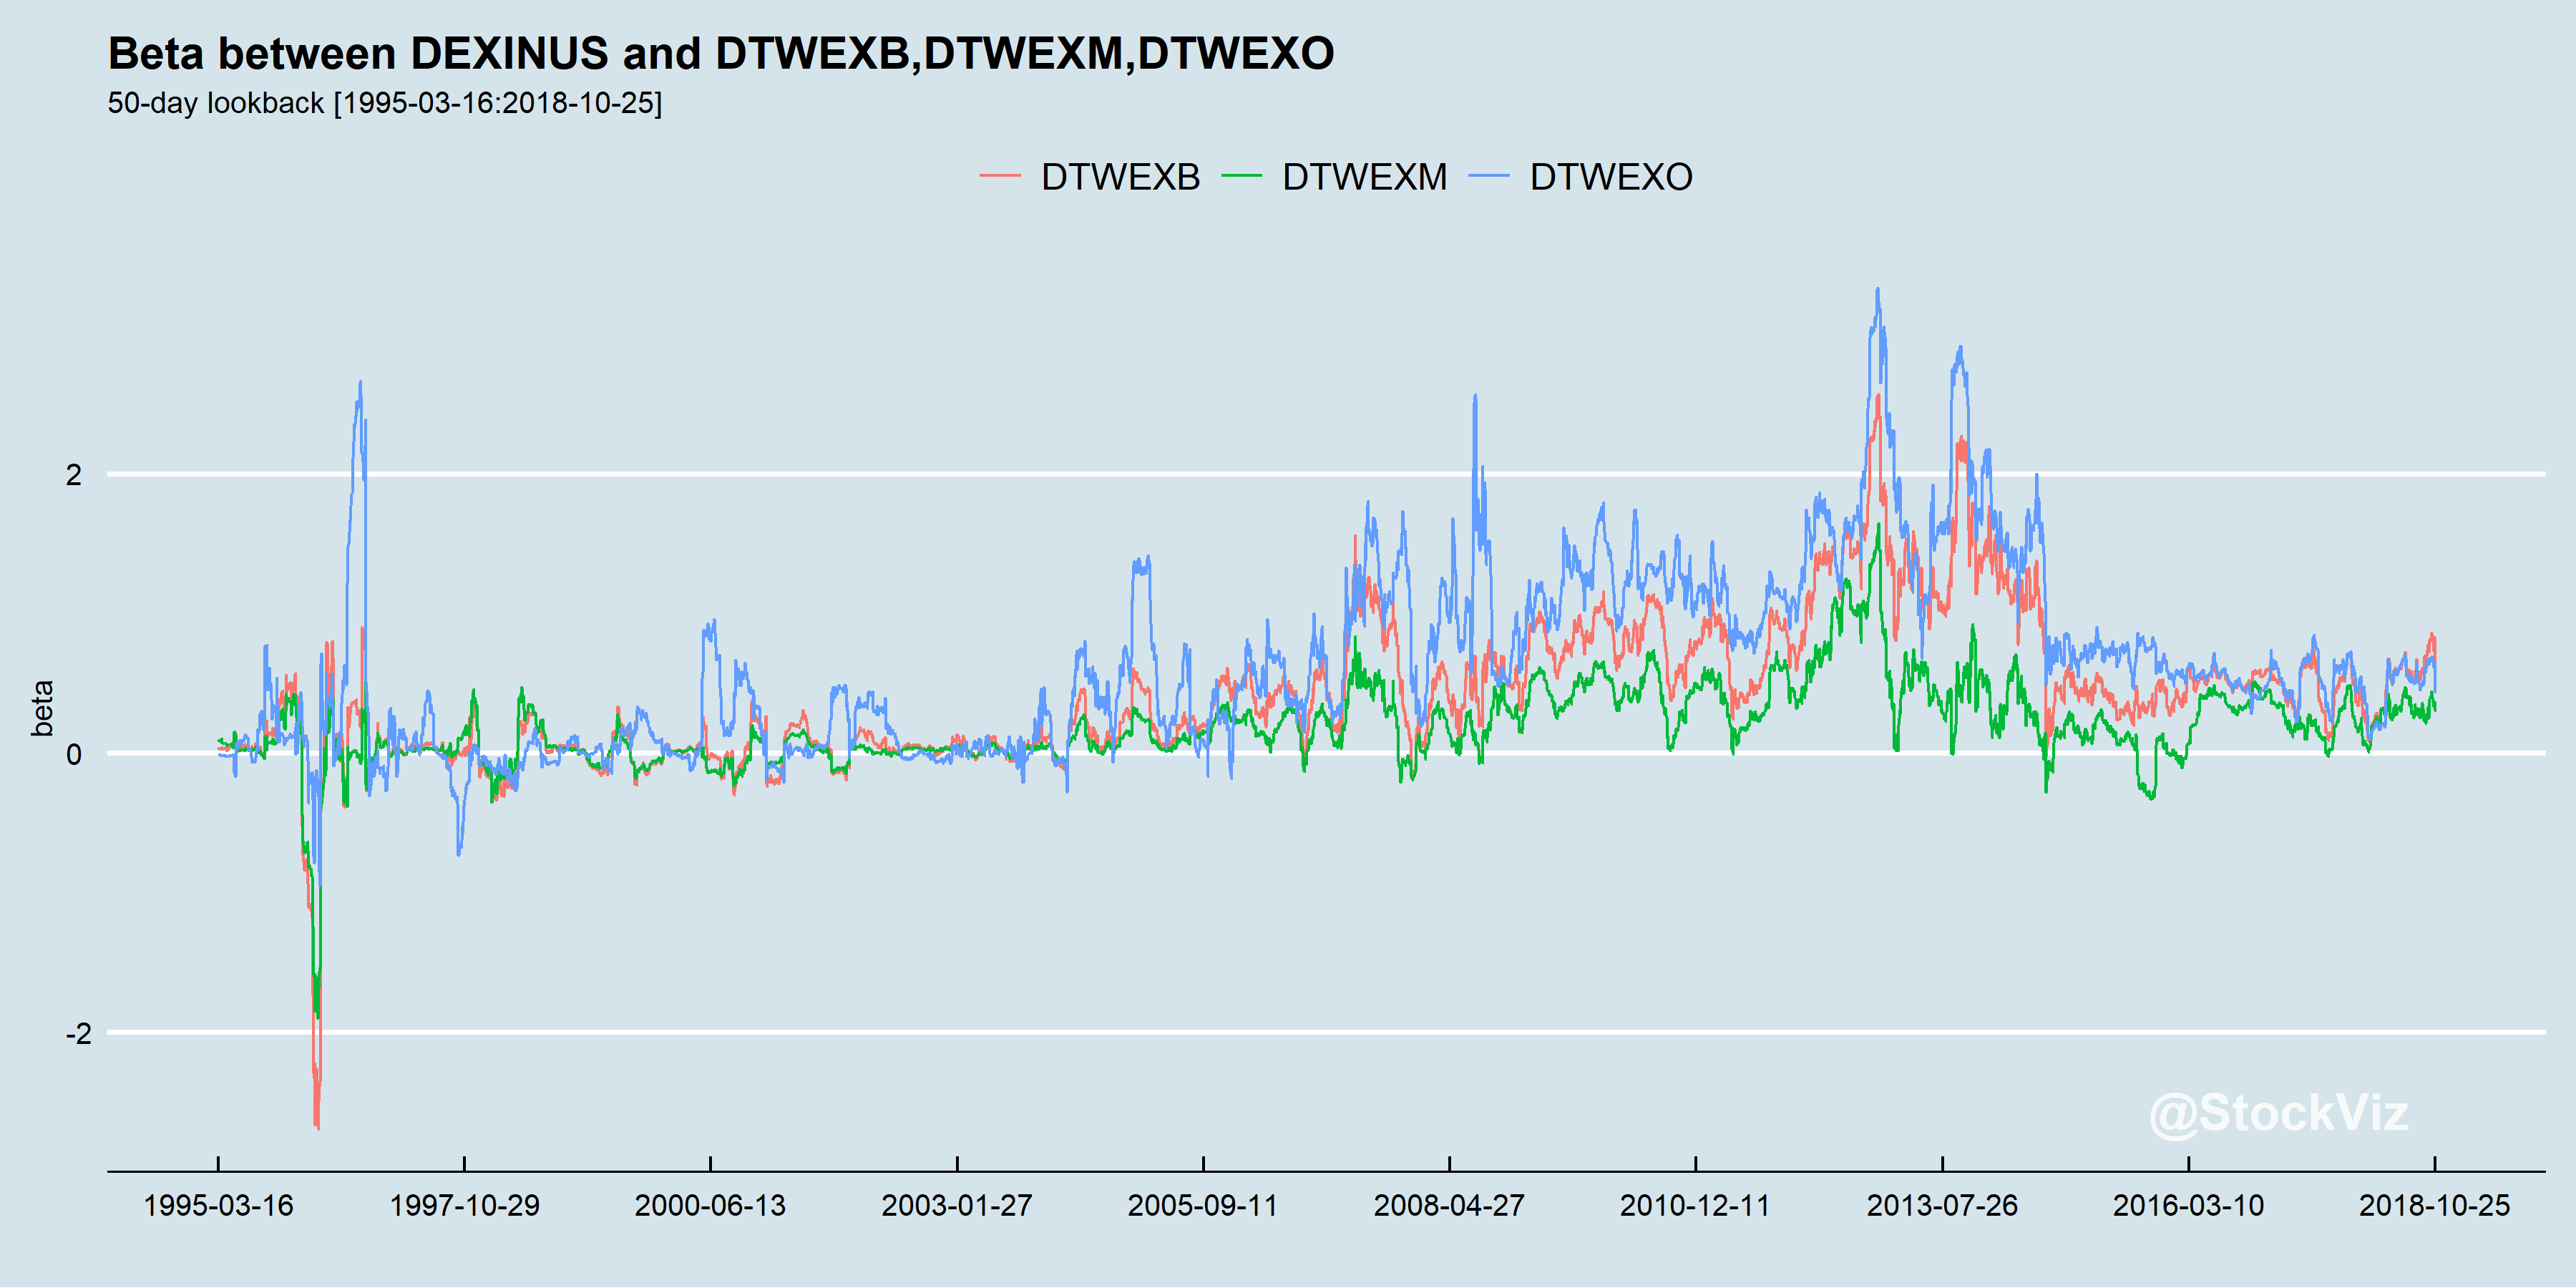 Beta between DEXINUS and DTWEXB,DTWEXM,DTWEXO
50-day lookback [1995-03-16:2018-10-25]
DTWEXB DTWEXM DTWEXO
2
0
-2
beta
@StockViz
1995-03-16 1997-10-29 2000-06-13 2003-01-27 2005-09-11 2008-04-27 2010-12-11 2013-07-26 2016-03-10 2018-10-25